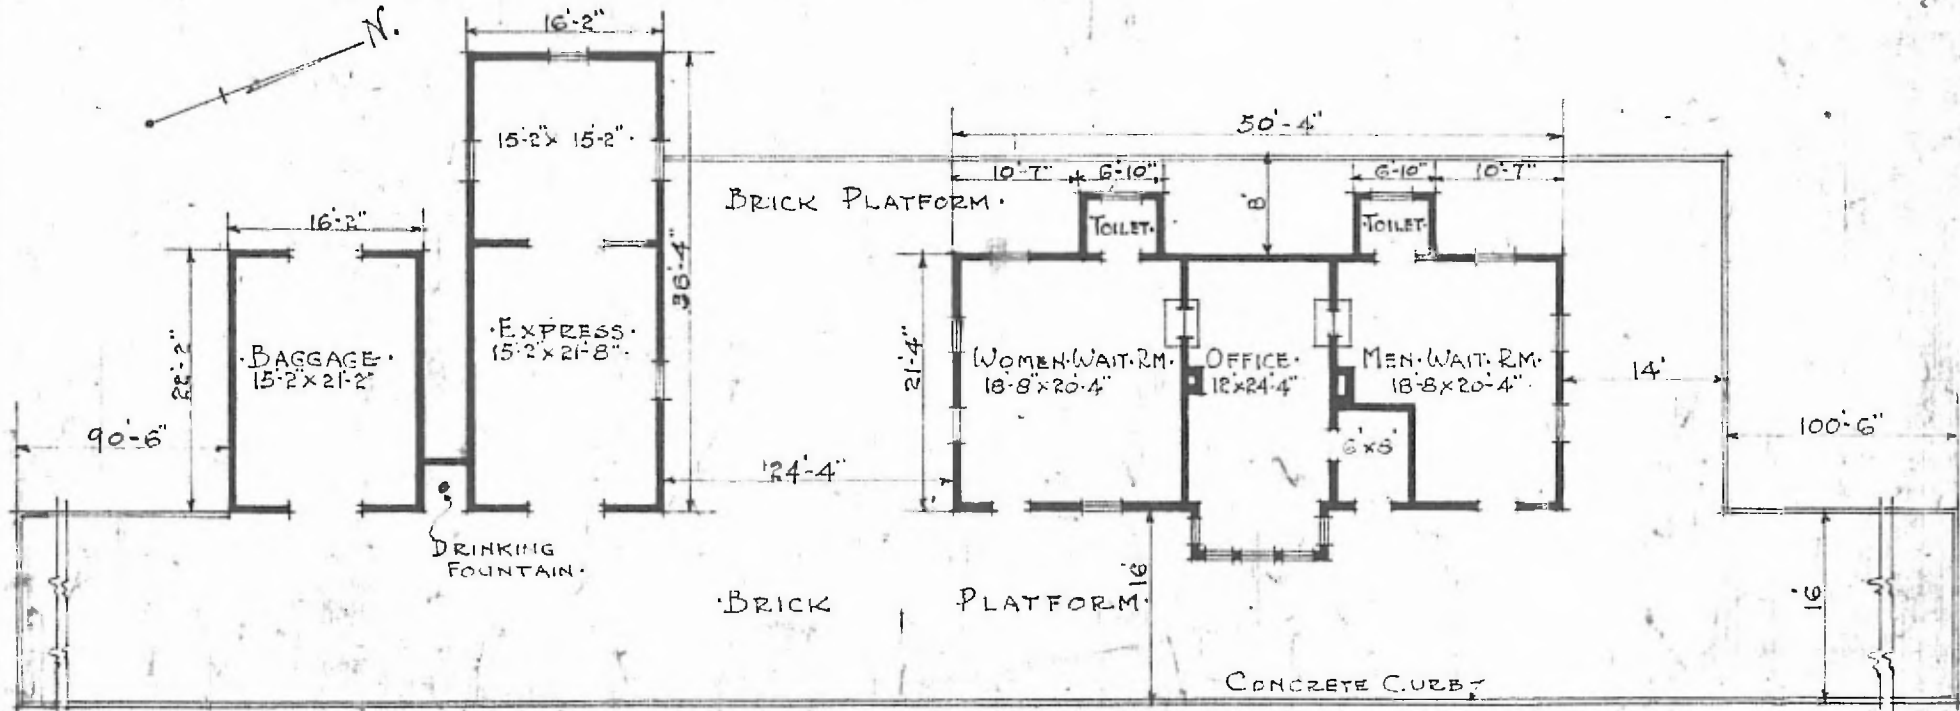 N.
16'-2"
15'-2" x 15'-2"
50'-4"
10'-7"
6'-10"
6'-10"
10'-7"
BRICK PLATFORM.
8'
TOILET.
TOILET.
16'-2"
22'-2"
38'-4"
21'-4"
BAGGAGE.
15'-2" x 21'-2"
EXPRESS.
15'-2" x 21'-8"
WOMEN. WAIT. RM.
18'-8" x 20'-4"
OFFICE.
12' x 24'-4"
MEN. WAIT. RM.
18'-8" x 20'-4"
14'
90'-6"
24'-4"
100'-6"
DRINKING
FOUNTAIN.
BRICK PLATFORM.
16'
16'
CONCRETE CURB